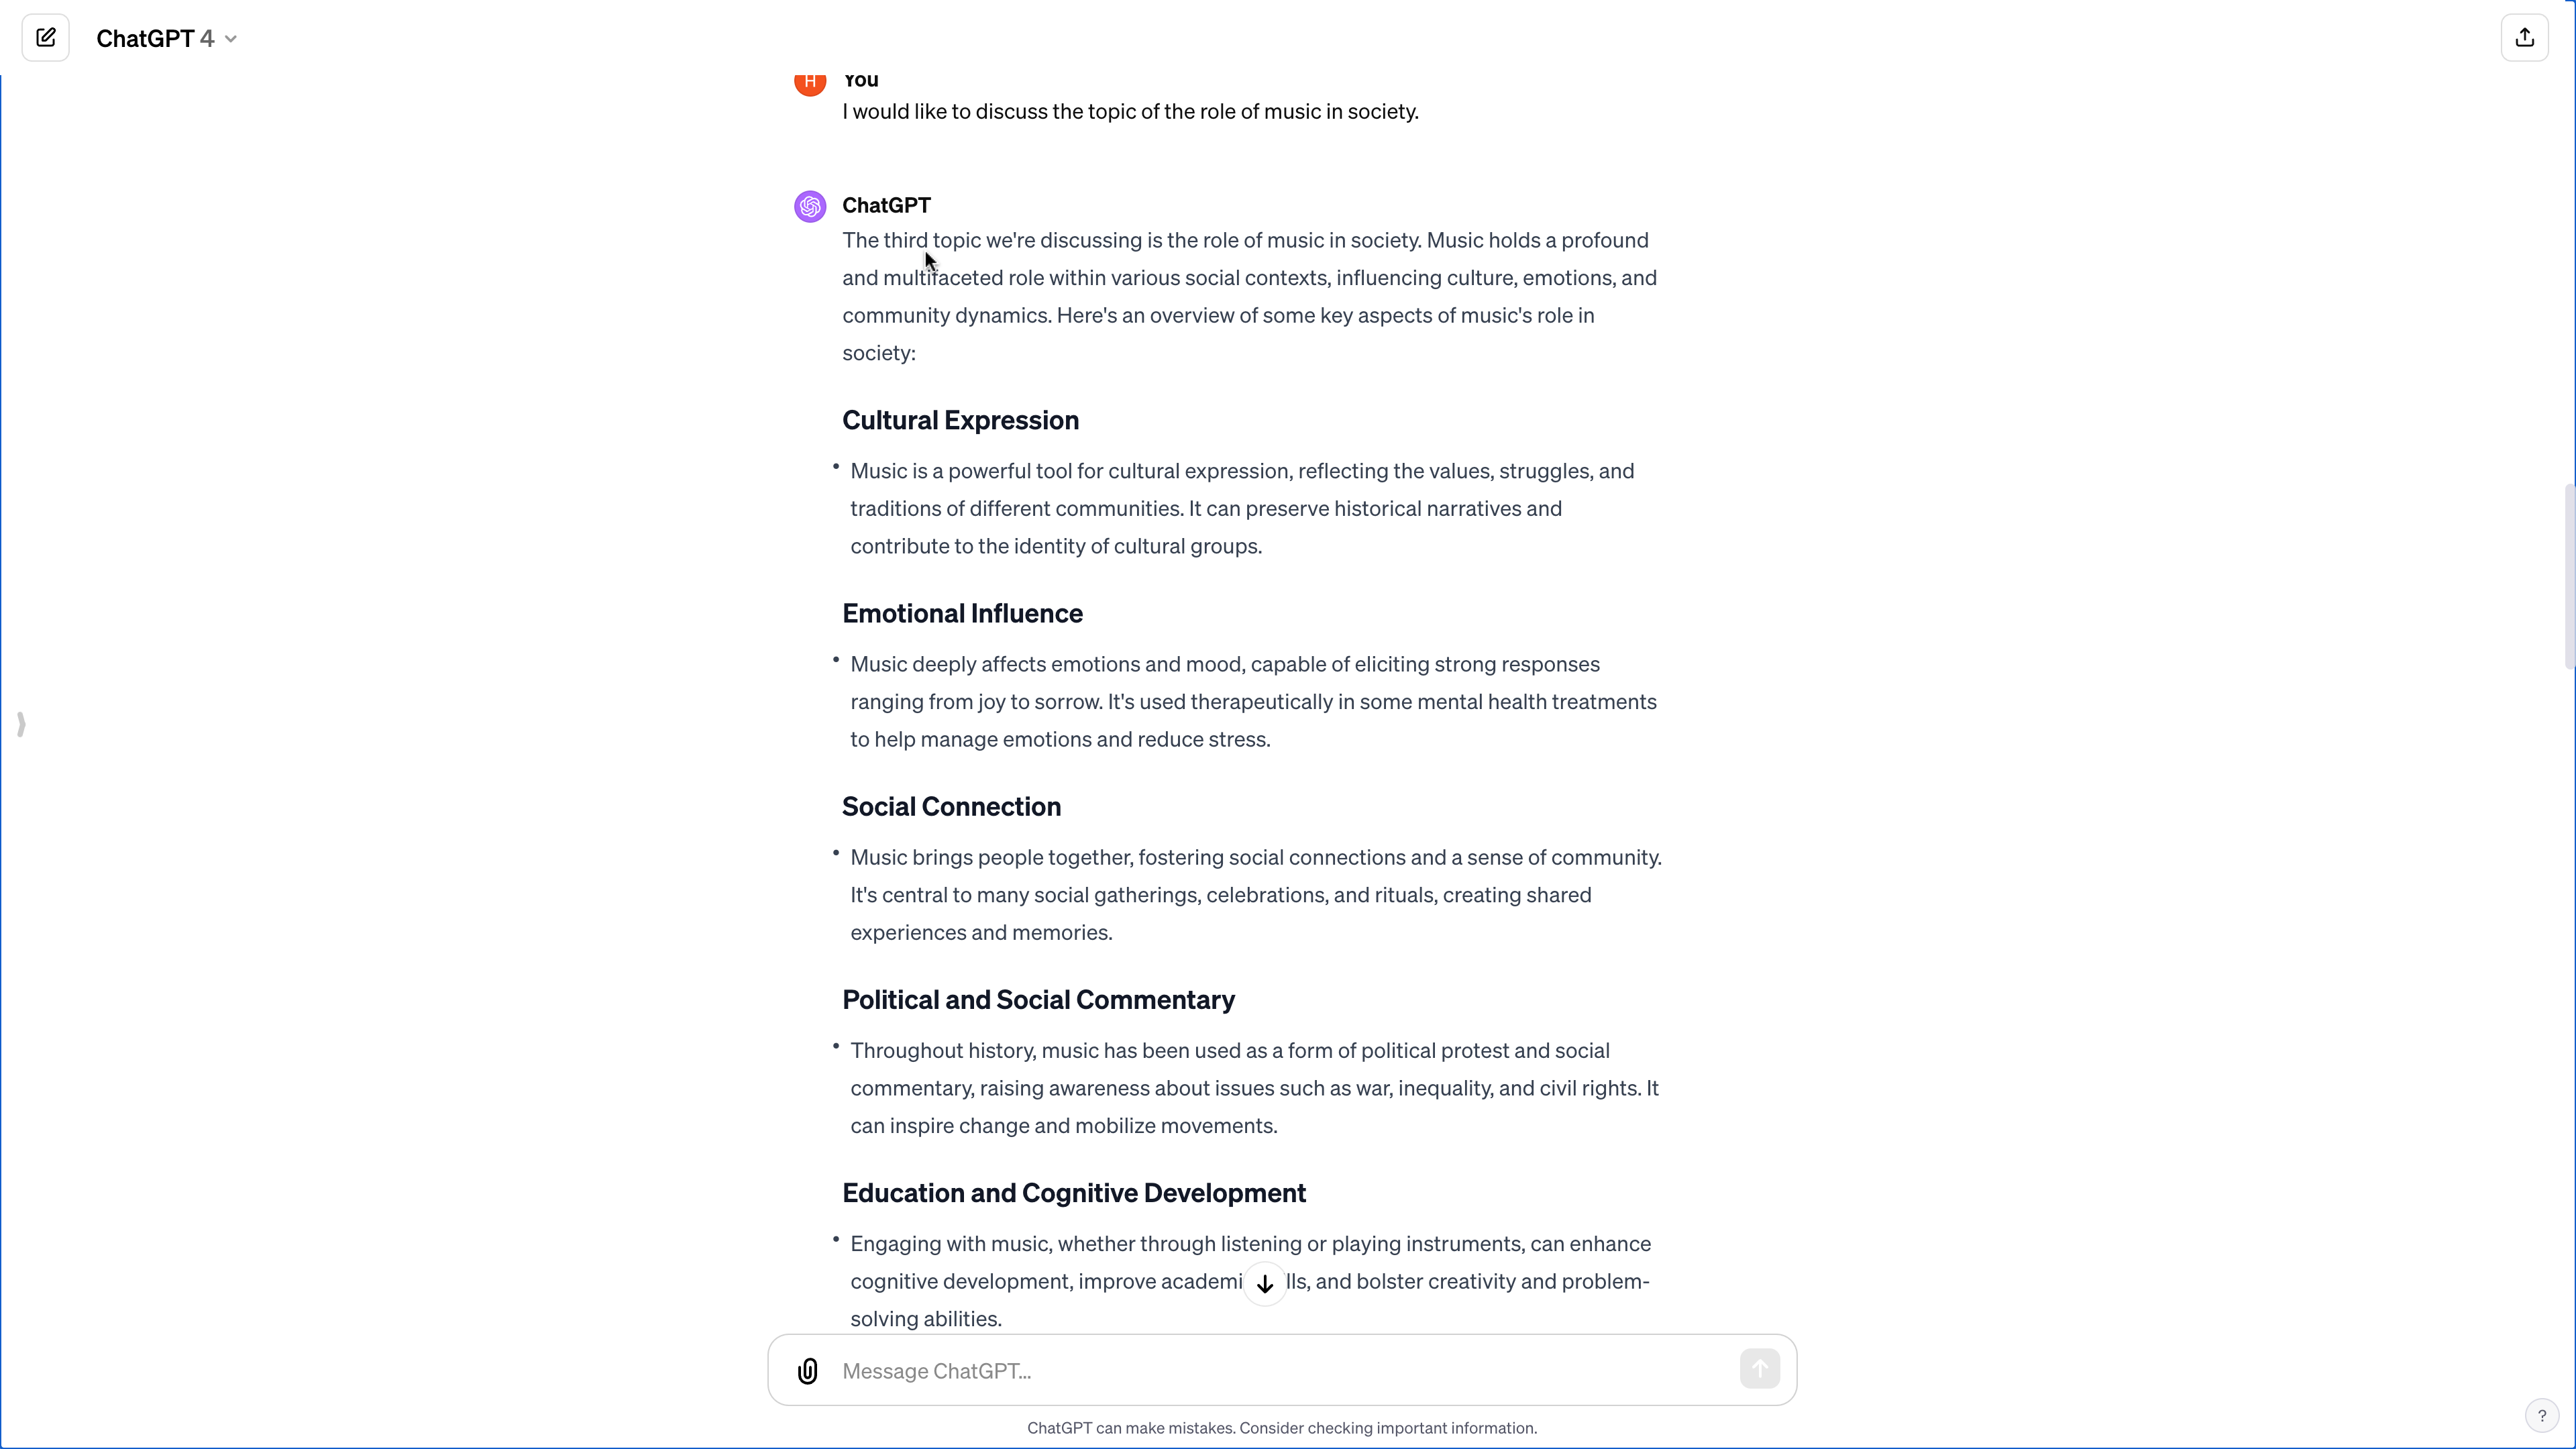 ChatGPT 4
You
I would like to discuss the topic of the role of music in society.
ChatGPT
The third topic we're discussing is the role of music in society. Music holds a profound
and multifaceted role within various social contexts, influencing culture, emotions, and
community dynamics. Here's an overview of some key aspects of music's role in
society:
Cultural Expression
• Music is a powerful tool for cultural expression, reflecting the values, struggles, and
traditions of different communities. It can preserve historical narratives and
contribute to the identity of cultural groups.
Emotional Influence
• Music deeply affects emotions and mood, capable of eliciting strong responses
ranging from joy to sorrow. It's used therapeutically in some mental health treatments
to help manage emotions and reduce stress.
Social Connection
• Music brings people together, fostering social connections and a sense of community.
It's central to many social gatherings, celebrations, and rituals, creating shared
experiences and memories.
Political and Social Commentary
• Throughout history, music has been used as a form of political protest and social
commentary, raising awareness about issues such as war, inequality, and civil rights. It
can inspire change and mobilize movements.
Education and Cognitive Development
• Engaging with music, whether through listening or playing instruments, can enhance
cognitive development, improve academi lls, and bolster creativity and problem-
solving abilities.
Message ChatGPT...
ChatGPT can make mistakes. Consider checking important information.
?
H